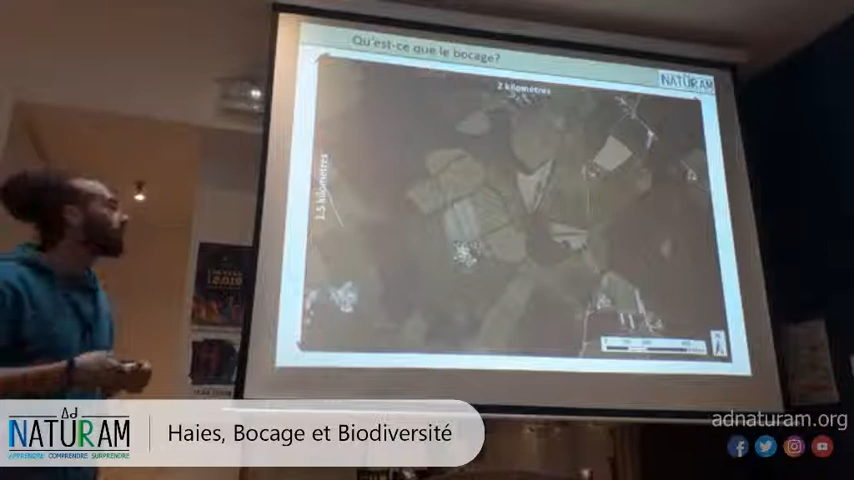 Qu'est-ce que le bocage?
NATURAM
2 kilomètres
1.5 kilomètres
N
Ad
NATURAM
APPRENDRE COMPRENDRE SURPRENDRE
Haies, Bocage et Biodiversité
adnaturam.org